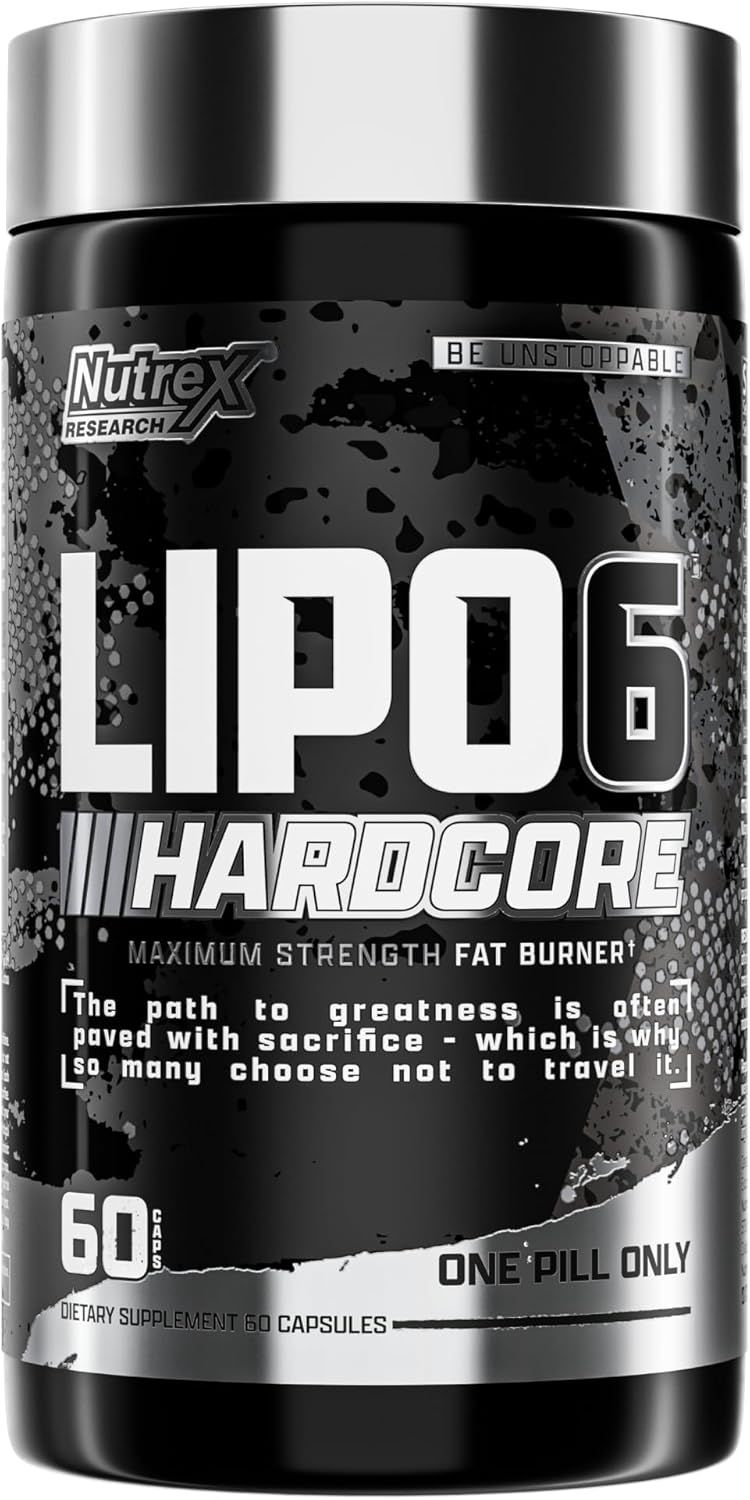 Nutrex
RESEARCH
BE UNSTOPPABLE
LIPO6
HARDCORE
MAXIMUM STRENGTH FAT BURNER†
[The path to greatness is often
paved with sacrifice - which is why
so many choose not to travel it.]
60 CAPS
ONE PILL ONLY
DIETARY SUPPLEMENT 60 CAPSULES